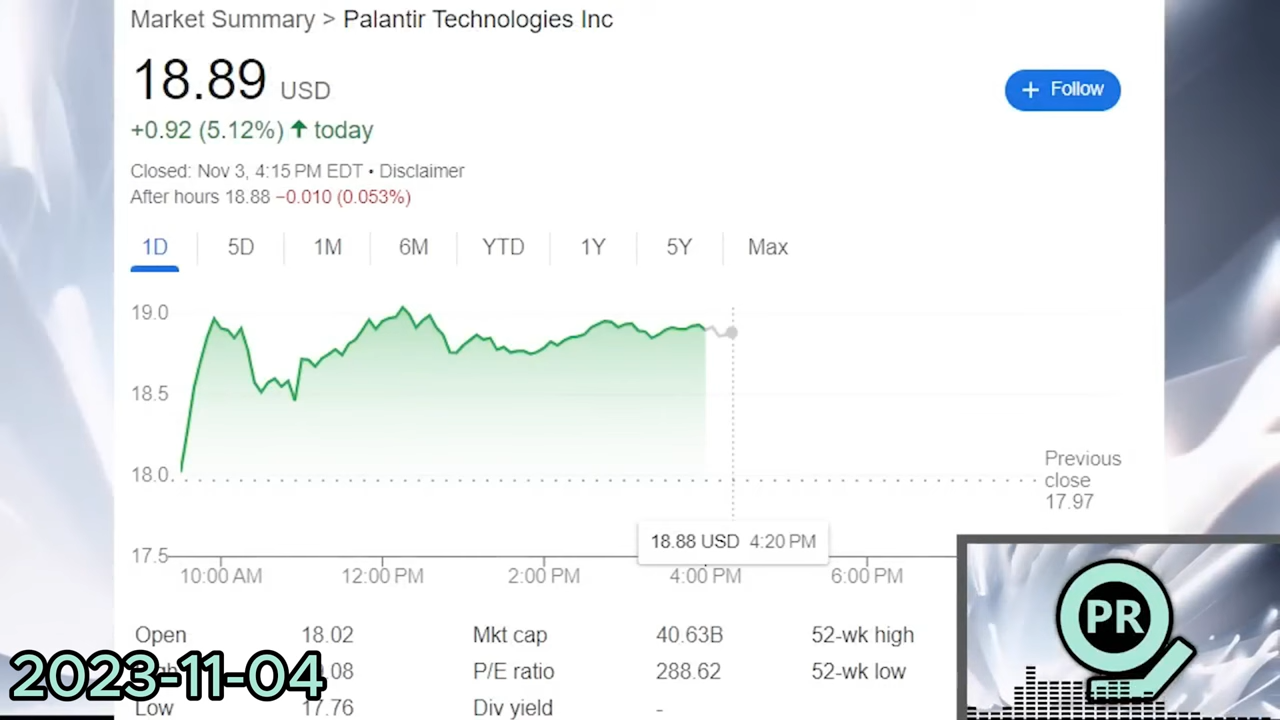 Market Summary > Palantir Technologies Inc
18.89 USD
+ Follow
+0.92 (5.12%) ↑ today
Closed: Nov 3, 4:15 PM EDT • Disclaimer
After hours 18.88 −0.010 (0.053%)
1D 5D 1M 6M YTD 1Y 5Y Max
19.0
18.5
18.0
Previous
close
17.97
17.5
18.88 USD 4:20 PM
10:00 AM 12:00 PM 2:00 PM 4:00 PM 6:00 PM
PR
Open 18.02 Mkt cap 40.63B 52-wk high
.08 P/E ratio 288.62 52-wk low
2023-11-04
Low 17.76 Div yield -